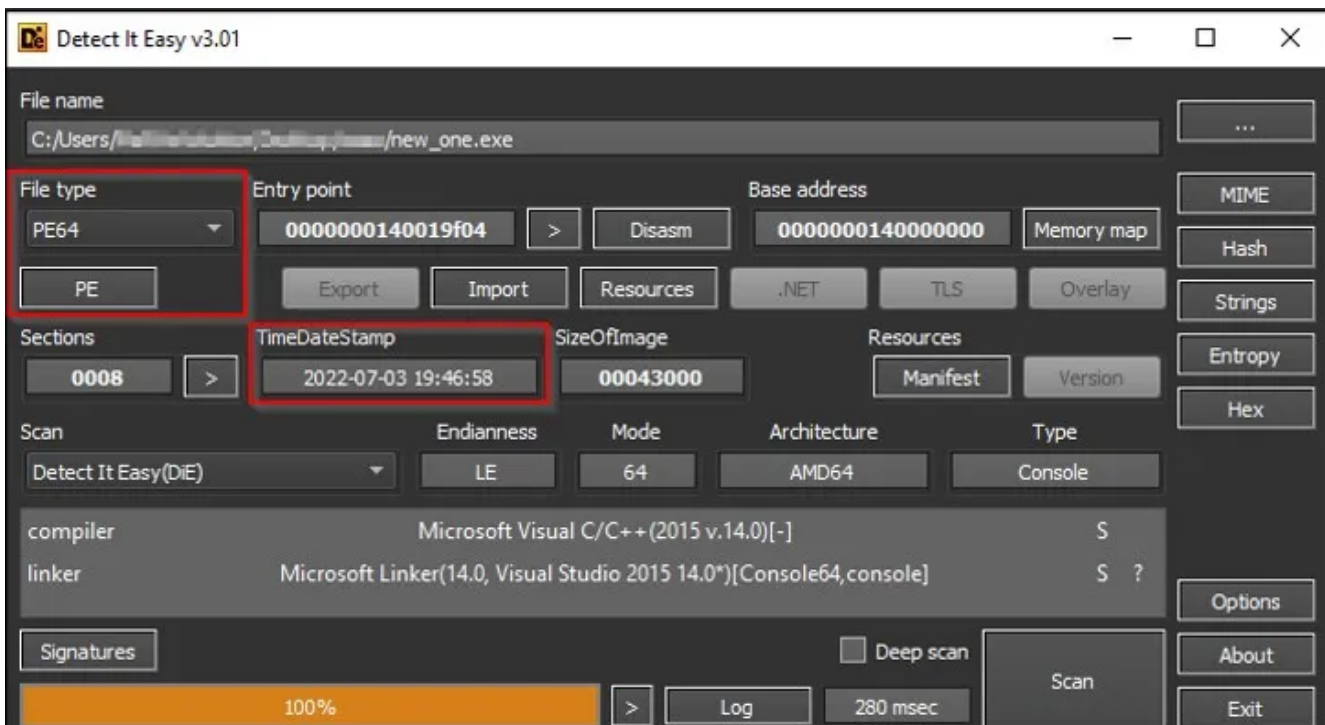 Detect It Easy v3.01
File name
C:/Users/ /new_one.exe
...
File type Entry point Base address
MIME
PE64 0000000140019f04 > Disasm 0000000140000000 Memory map
Hash
PE Export Import Resources .NET TLS Overlay
Strings
Sections TimeDateStamp SizeOfImage Resources
Entropy
0008 > 2022-07-03 19:46:58 00043000 Manifest Version
Hex
Scan Endianness Mode Architecture Type
Detect It Easy(DiE) LE 64 AMD64 Console
compiler Microsoft Visual C/C++(2015 v.14.0)[-] S
linker Microsoft Linker(14.0, Visual Studio 2015 14.0*)[Console64,console] S ?
Options
Signatures Deep scan
About
Scan
100% > Log 280 msec
Exit